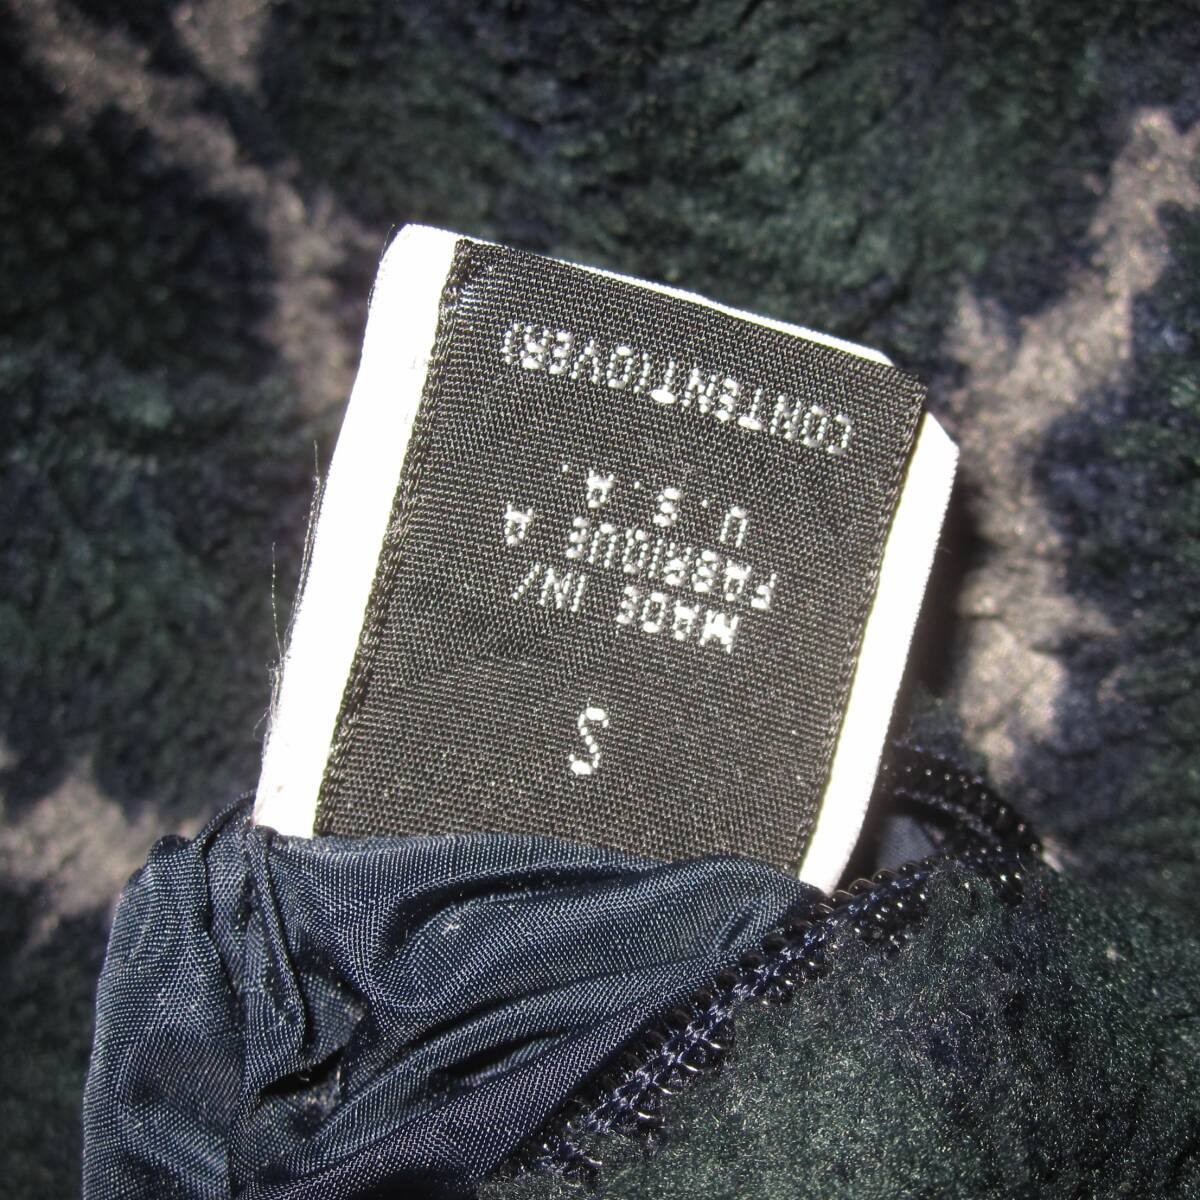 S
MADE IN/
FABRIQUE A
U.S.A.
CONTENT(OVER)